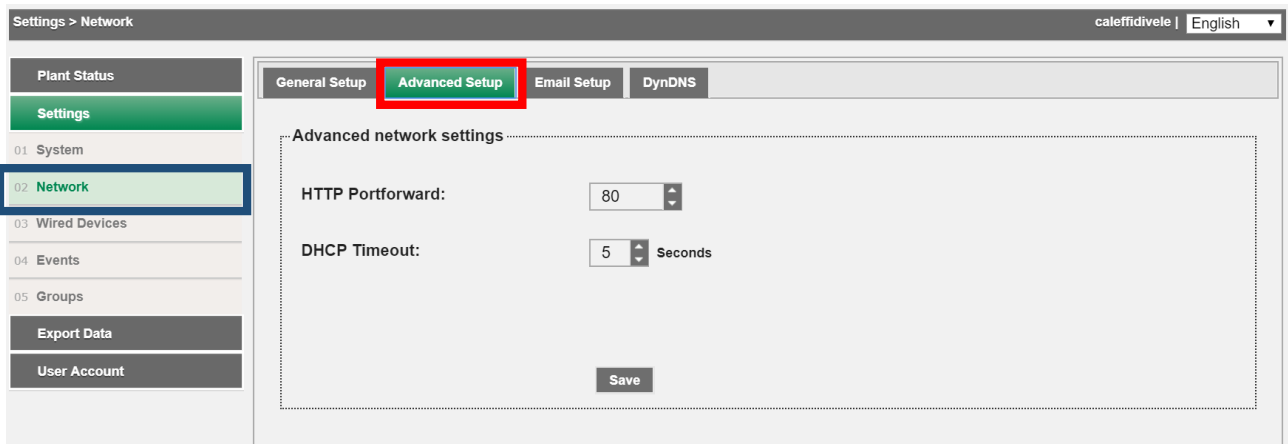 Settings > Network
caleffidivele | English
Plant Status
Settings
01 System
02 Network
03 Wired Devices
04 Events
05 Groups
Export Data
User Account
General Setup Advanced Setup Email Setup DynDNS
Advanced network settings
HTTP Portforward: 80
DHCP Timeout: 5 Seconds
Save